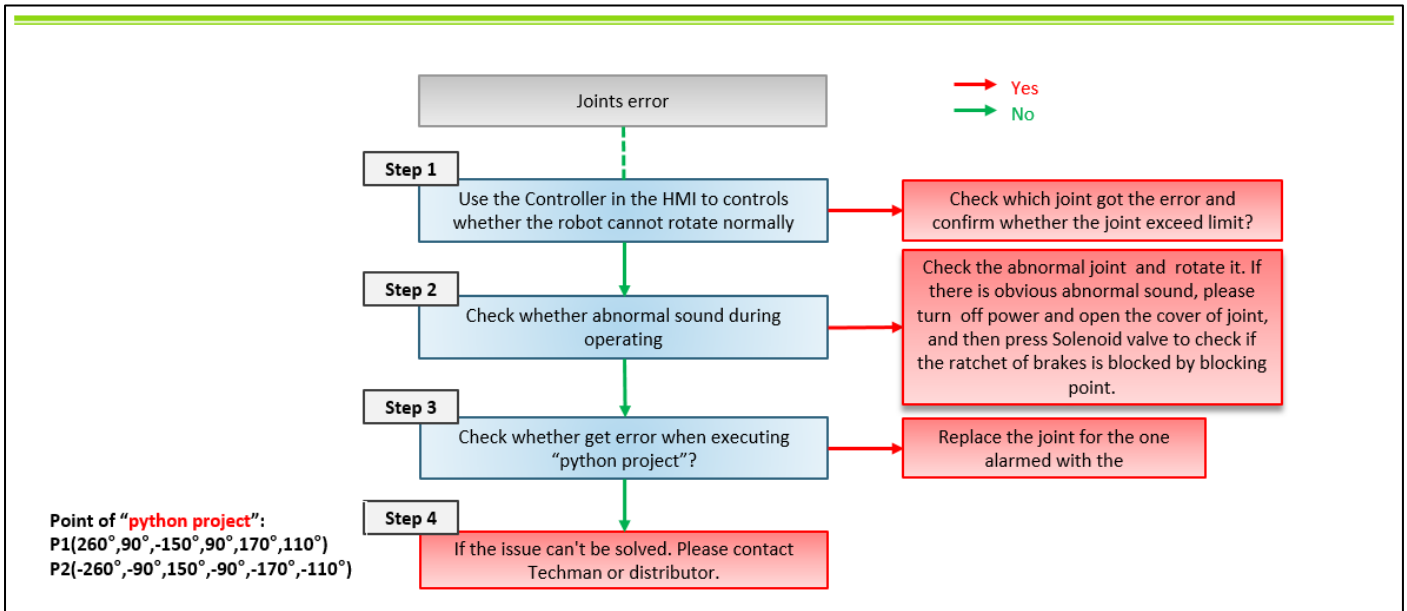 Joints error
Yes
No
Step 1
Use the Controller in the HMI to controls
whether the robot cannot rotate normally
Check which joint got the error and
confirm whether the joint exceed limit?
Step 2
Check whether abnormal sound during
operating
Check the abnormal joint and rotate it. If
there is obvious abnormal sound, please
turn off power and open the cover of joint,
and then press Solenoid valve to check if
the ratchet of brakes is blocked by blocking
point.
Step 3
Check whether get error when executing
“python project”?
Replace the joint for the one
alarmed with the
Step 4
If the issue can't be solved. Please contact
Techman or distributor.
Point of “python project”:
P1(260°,90°,-150°,90°,170°,110°)
P2(-260°,-90°,150°,-90°,-170°,-110°)